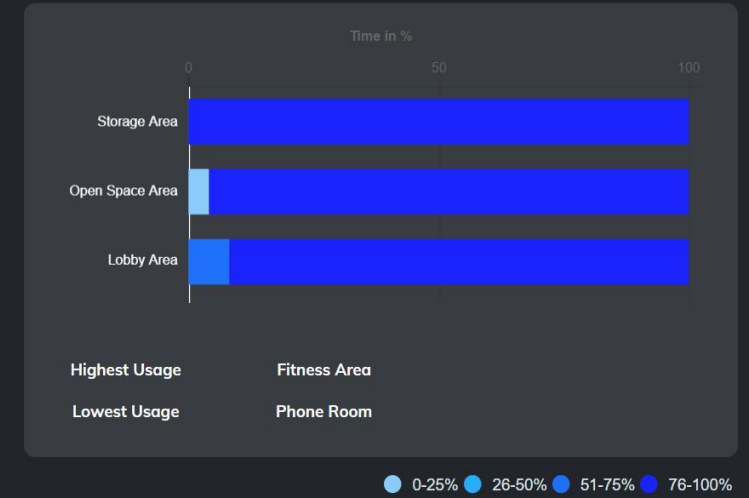 Time in %
0 50 100
Storage Area
Open Space Area
Lobby Area
Highest Usage Fitness Area
Lowest Usage Phone Room
0-25% 26-50% 51-75% 76-100%